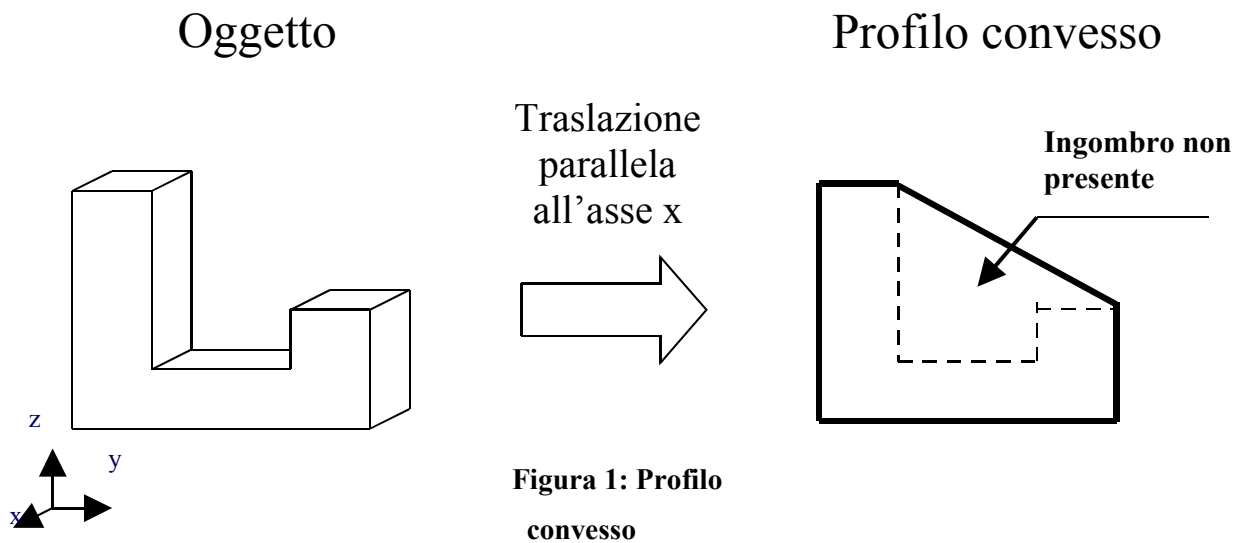 Oggetto
Profilo convesso
Traslazione
parallela
all’asse x
Ingombro non
presente
z
y
x
Figura 1: Profilo
convesso